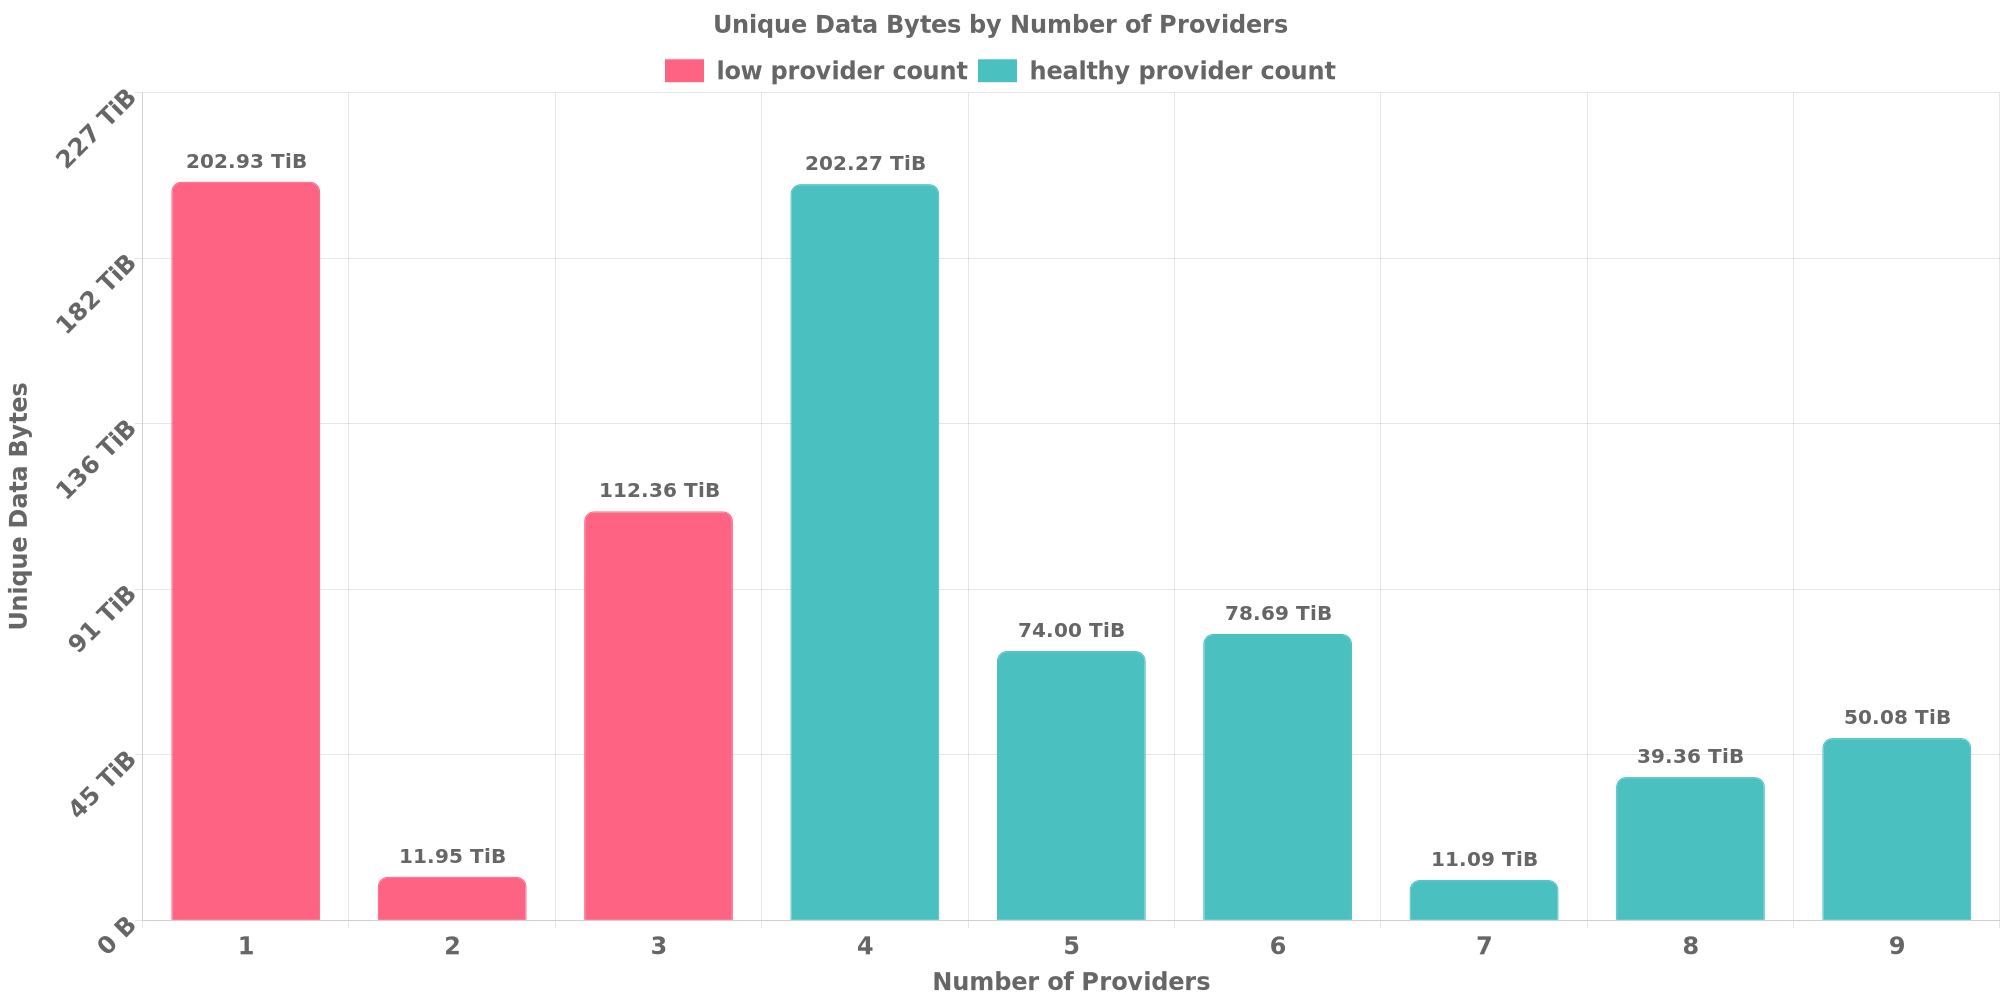 Unique Data Bytes by Number of Providers
low provider count healthy provider count
227 TiB
182 TiB
136 TiB
91 TiB
45 TiB
0 B
Unique Data Bytes
202.93 TiB
11.95 TiB
112.36 TiB
202.27 TiB
74.00 TiB
78.69 TiB
11.09 TiB
39.36 TiB
50.08 TiB
1 2 3 4 5 6 7 8 9
Number of Providers